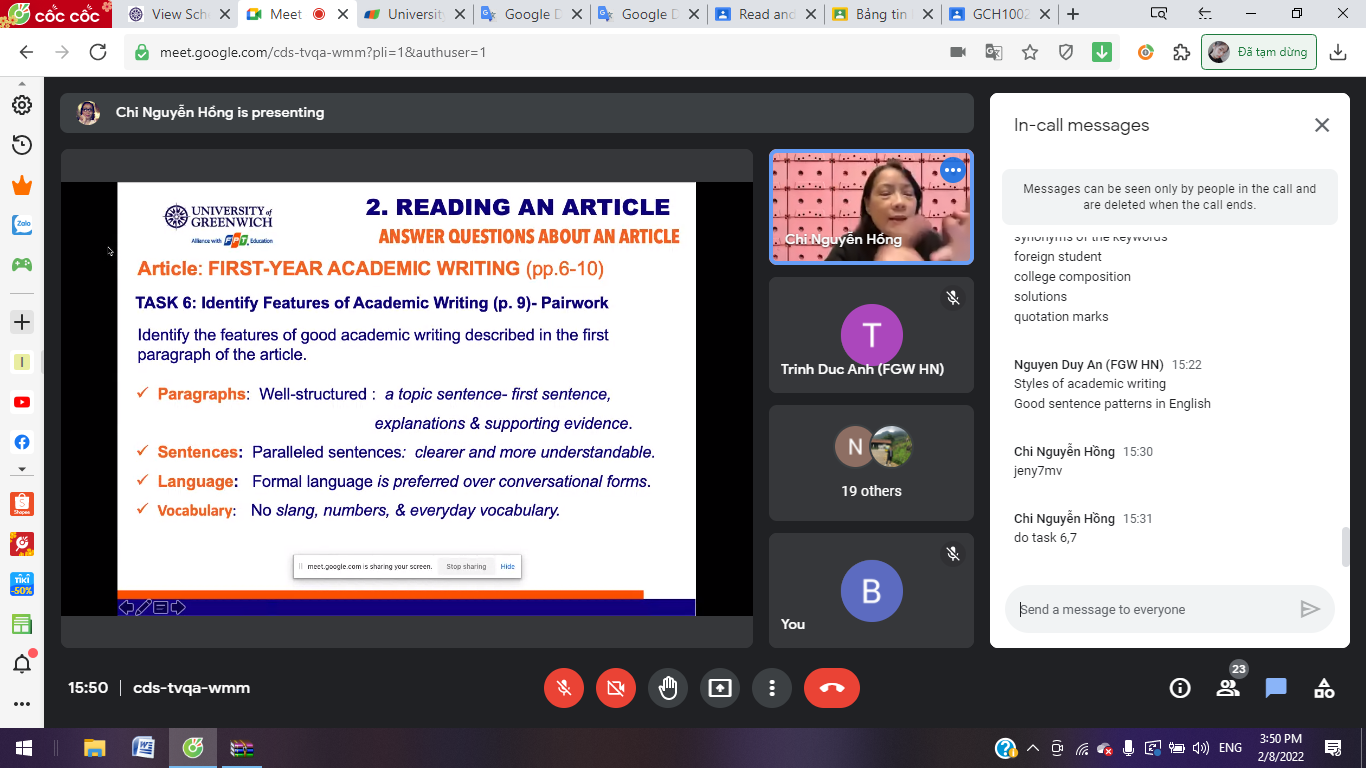 CỐC CỐC
View Sch
Meet
Universit
Google D
Google D
Read and
Bảng tin
GCH1002
meet.google.com/cds-tvqa-wmm?pli=1&authuser=1
Đã tạm dừng
Chi Nguyễn Hồng is presenting
UNIVERSITY of
GREENWICH
Alliance with FPT Education
2. READING AN ARTICLE
ANSWER QUESTIONS ABOUT AN ARTICLE
Article: FIRST-YEAR ACADEMIC WRITING (pp.6-10)
TASK 6: Identify Features of Academic Writing (p. 9)- Pairwork
Identify the features of good academic writing described in the first
paragraph of the article.
Paragraphs: Well-structured : a topic sentence- first sentence,
explanations & supporting evidence.
Sentences: Paralleled sentences: clearer and more understandable.
Language: Formal language is preferred over conversational forms.
Vocabulary: No slang, numbers, & everyday vocabulary.
meet.google.com is sharing your screen.
Stop sharing
Hide
Chi Nguyễn Hồng
T
Trinh Duc Anh (FGW HN)
N
19 others
B
You
In-call messages
Messages can be seen only by people in the call and
are deleted when the call ends.
synonyms of the keywords
foreign student
college composition
solutions
quotation marks
Nguyen Duy An (FGW HN) 15:22
Styles of academic writing
Good sentence patterns in English
Chi Nguyễn Hồng 15:30
jeny7mv
Chi Nguyễn Hồng 15:31
do task 6,7
Send a message to everyone
Zalo
I
Shopee
TIKI
-50%
15:50 | cds-tvqa-wmm
23
ENG
3:50 PM
2/8/2022